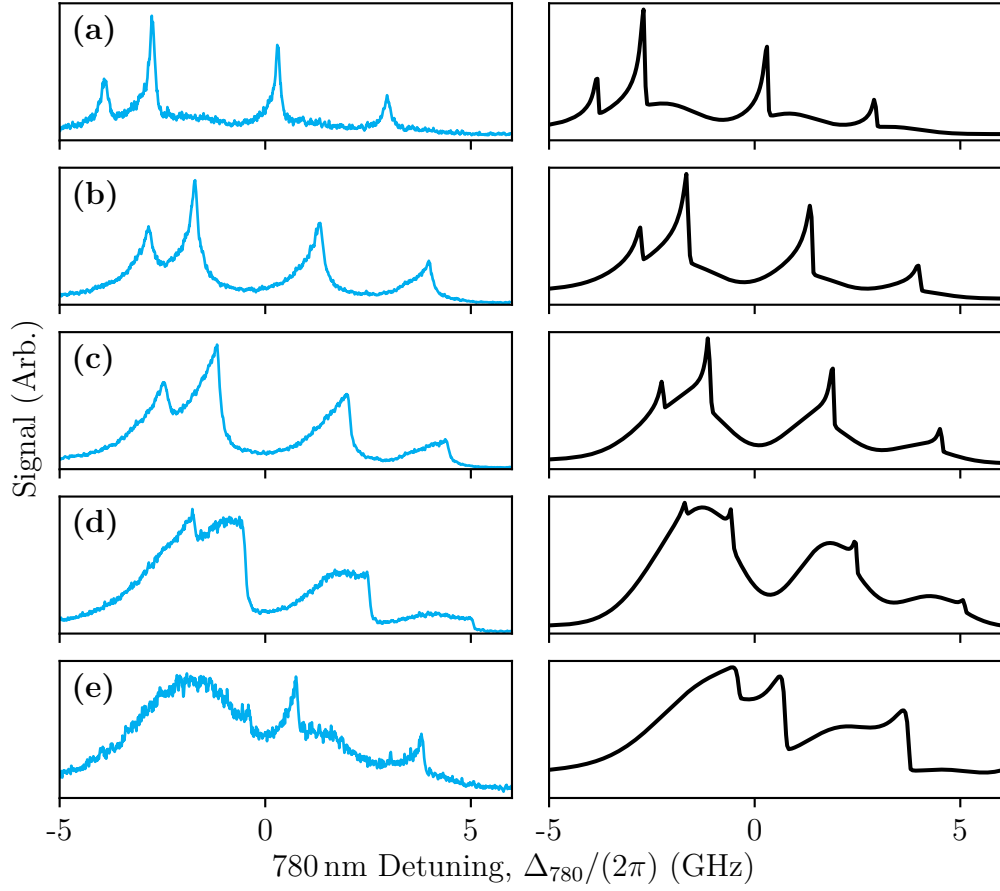 (a)
(b)
(c)
(d)
(e)
Signal (Arb.)
-5 0 5 -5 0 5
780 nm Detuning, Δ780/(2π) (GHz)